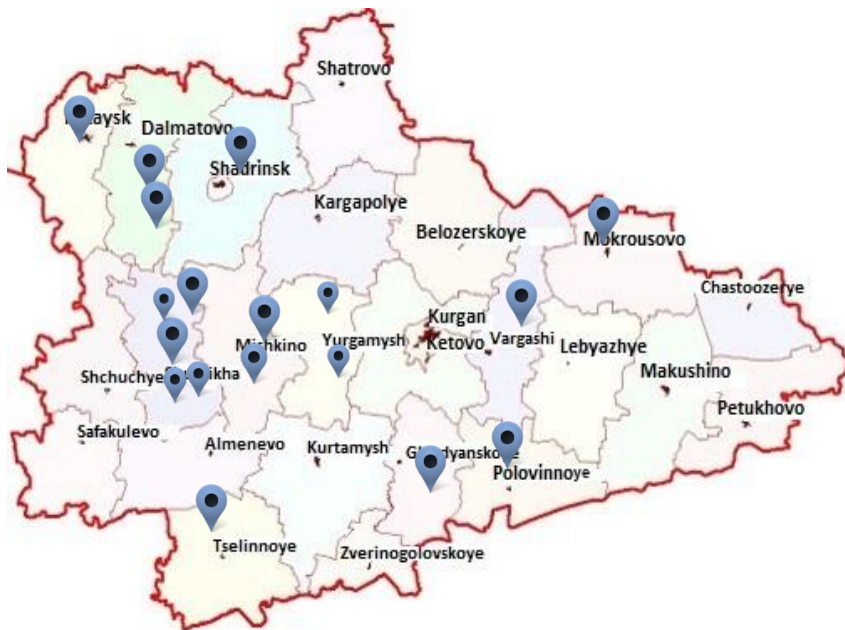 Shatrovo
Dalmatovo
Shadrinsk
Kargapolye
Belozerskoye
Mokrousovo
Chastoozerye
Kurgan
Mishkino
Yurgamysh
Ketovo
Vargashi
Lebyazhye
Shchuchye
Makushino
Petukhovo
Safakulevo
Almenevo
Kurtamysh
Glyadyanskoye
Polovinnoye
Tselinnoye
Zverinogolovskoye